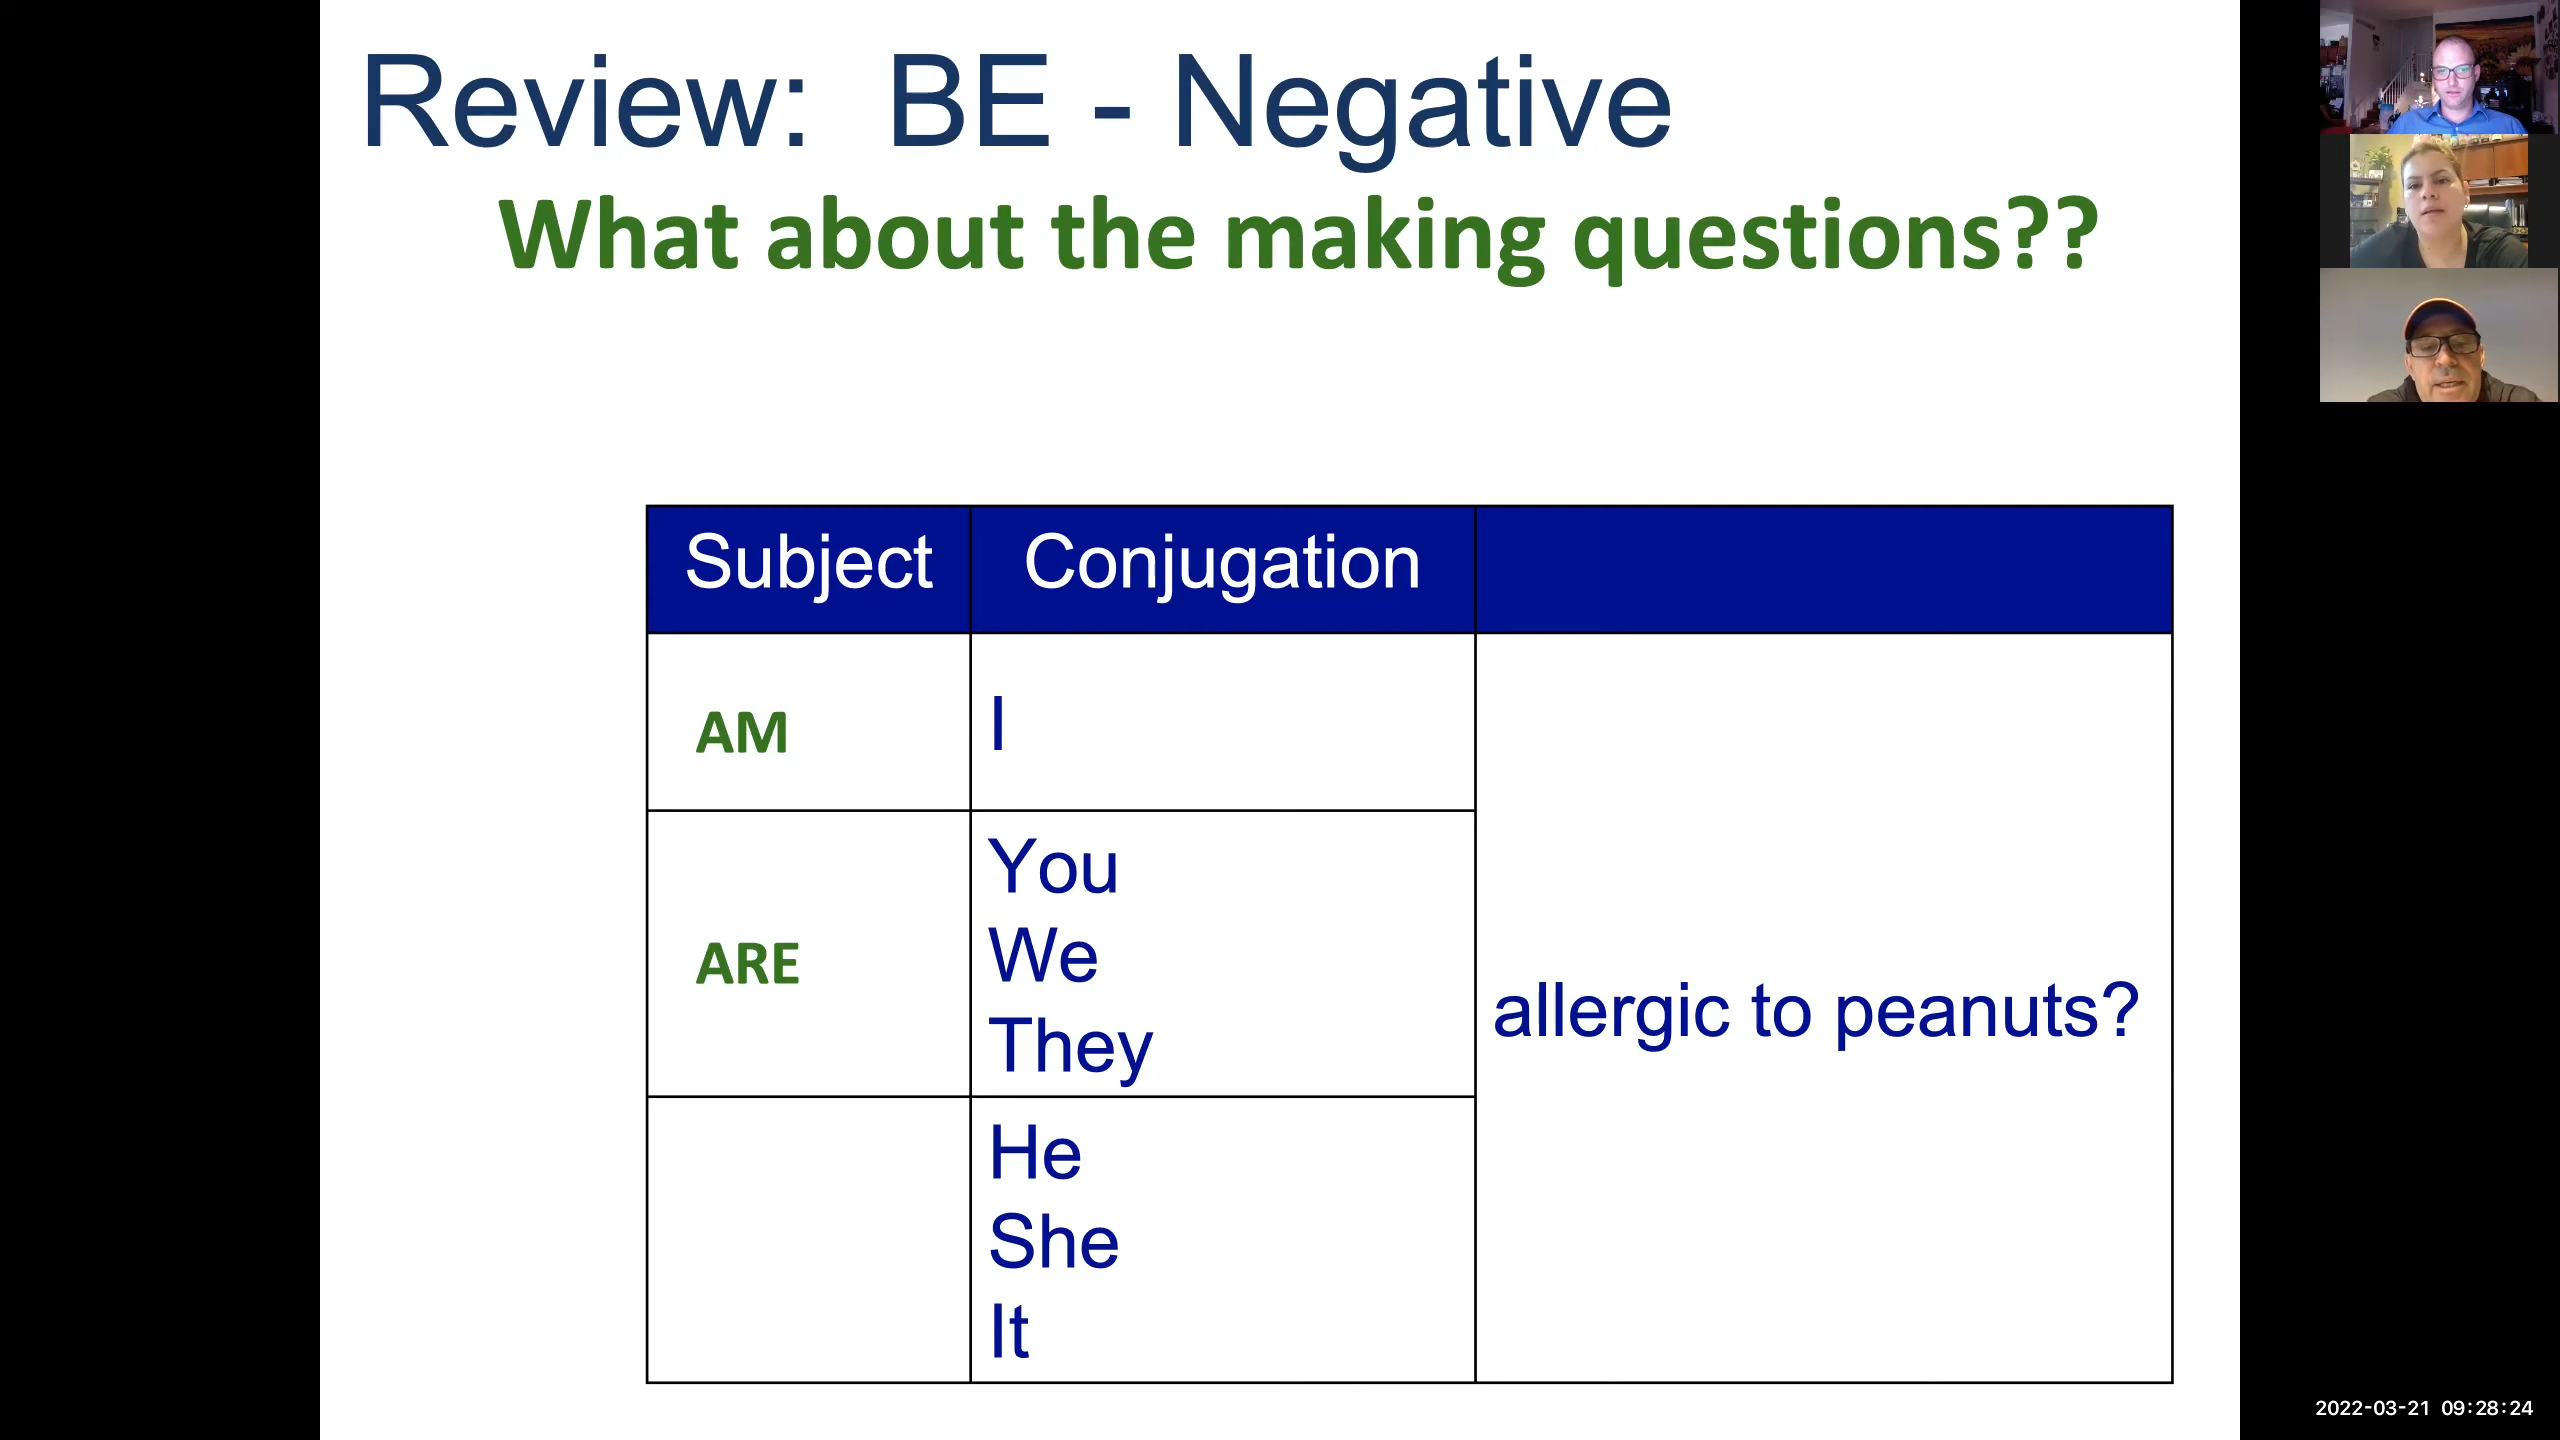 Review: BE - Negative
What about the making questions??
Subject Conjugation
AM I
You
We
ARE They
allergic to peanuts?
He
She
It
2022-03-21 09:28:24